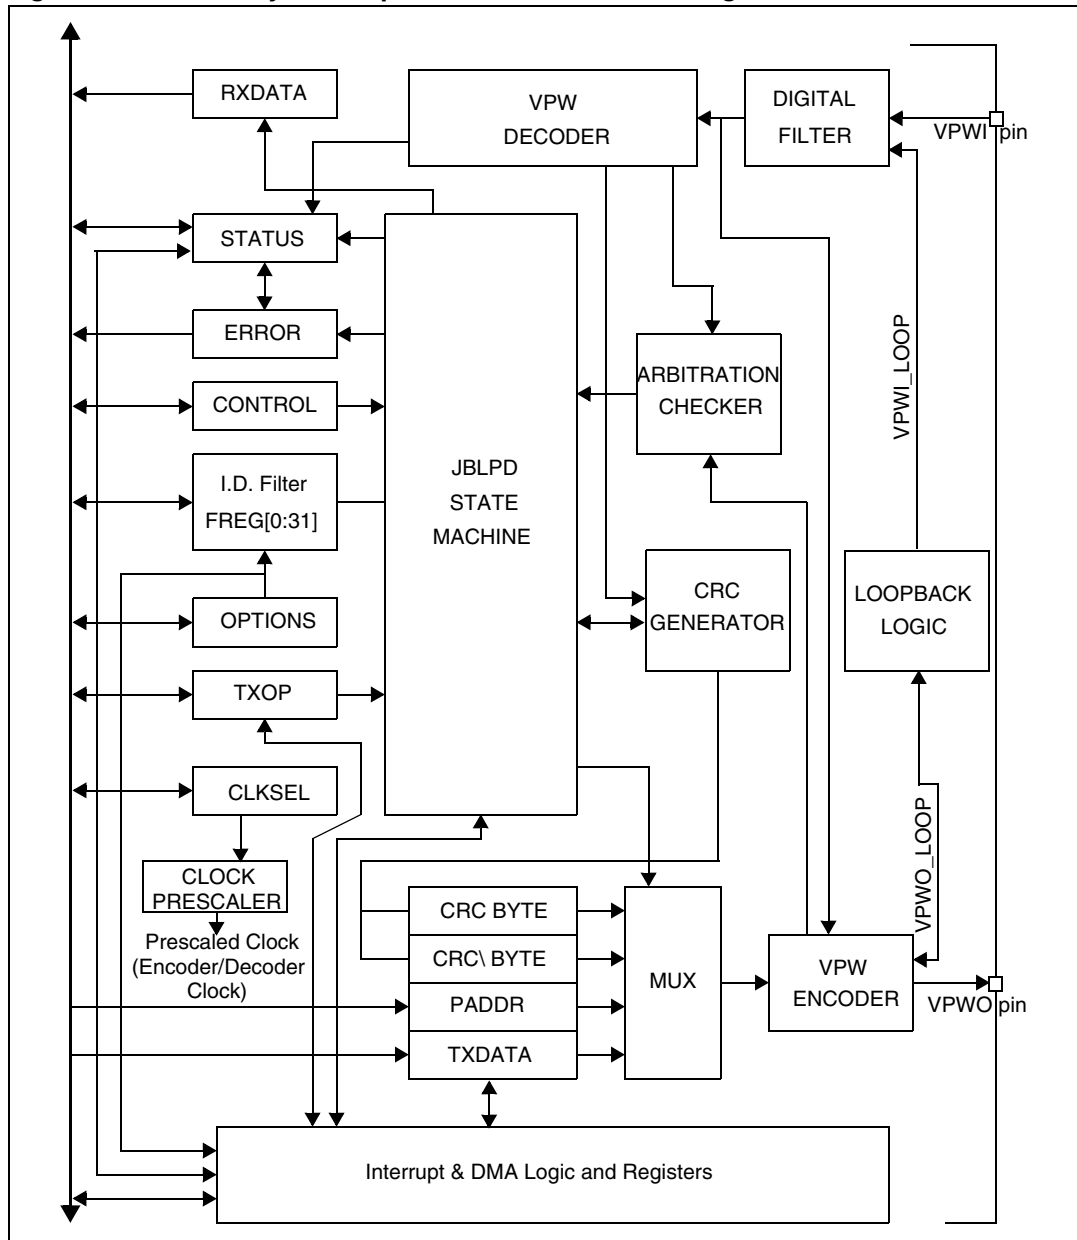 RXDATA
VPW
DECODER
DIGITAL
FILTER
VPWI pin
STATUS
ERROR
CONTROL
I.D. Filter
FREG[0:31]
OPTIONS
TXOP
CLKSEL
CLOCK
PRESCALER
Prescaled Clock
(Encoder/Decoder
Clock)
JBLPD
STATE
MACHINE
ARBITRATION
CHECKER
CRC
GENERATOR
VPWI_LOOP
LOOPBACK
LOGIC
VPWO_LOOP
CRC BYTE
CRC\ BYTE
PADDR
TXDATA
MUX
VPW
ENCODER
VPWO pin
Interrupt & DMA Logic and Registers